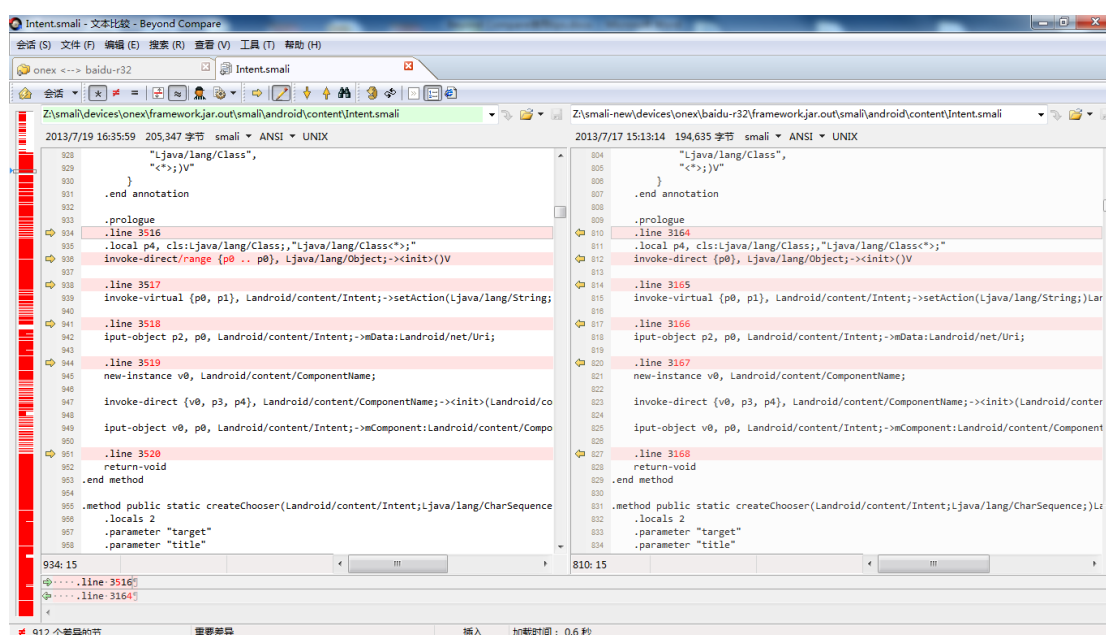 Intent.smali - 文本比较 - Beyond Compare
会话 (S) 文件 (F) 编辑 (E) 搜索 (R) 查看 (V) 工具 (T) 帮助 (H)
onex <--> baidu-r32 Intent.smali
会话
Z:\smali\devices\onex\framework.jar.out\smali\android\content\Intent.smali
2013/7/19 16:35:59 205,347 字节 smali ANSI UNIX
928 "Ljava/lang/Class",
929 "<*>;)V"
930 }
931 .end annotation
932
933 .prologue
934 .line 3516
935 .local p4, cls:Ljava/lang/Class;,"Ljava/lang/Class<*>;"
936 invoke-direct/range {p0 .. p0}, Ljava/lang/Object;-><init>()V
937
938 .line 3517
939 invoke-virtual {p0, p1}, Landroid/content/Intent;->setAction(Ljava/lang/String;
940
941 .line 3518
942 iput-object p2, p0, Landroid/content/Intent;->mData:Landroid/net/Uri;
943
944 .line 3519
945 new-instance v0, Landroid/content/ComponentName;
946
947 invoke-direct {v0, p3, p4}, Landroid/content/ComponentName;-><init>(Landroid/co
948
949 iput-object v0, p0, Landroid/content/Intent;->mComponent:Landroid/content/Compo
950
951 .line 3520
952 return-void
953 .end method
954
955 .method public static createChooser(Landroid/content/Intent;Ljava/lang/CharSequence
956 .locals 2
957 .parameter "target"
958 .parameter "title"
934: 15
Z:\smali-new\devices\onex\baidu-r32\framework.jar.out\smali\android\content\Intent.smali
2013/7/17 15:13:14 194,635 字节 smali ANSI UNIX
804 "Ljava/lang/Class",
805 "<*>;)V"
806 }
807 .end annotation
808
809 .prologue
810 .line 3164
811 .local p4, cls:Ljava/lang/Class;,"Ljava/lang/Class<*>;"
812 invoke-direct {p0}, Ljava/lang/Object;-><init>()V
813
814 .line 3165
815 invoke-virtual {p0, p1}, Landroid/content/Intent;->setAction(Ljava/lang/String;)Lar
816
817 .line 3166
818 iput-object p2, p0, Landroid/content/Intent;->mData:Landroid/net/Uri;
819
820 .line 3167
821 new-instance v0, Landroid/content/ComponentName;
822
823 invoke-direct {v0, p3, p4}, Landroid/content/ComponentName;-><init>(Landroid/conter
824
825 iput-object v0, p0, Landroid/content/Intent;->mComponent:Landroid/content/Component
826
827 .line 3168
828 return-void
829 .end method
830
831 .method public static createChooser(Landroid/content/Intent;Ljava/lang/CharSequence;)La
832 .locals 2
833 .parameter "target"
834 .parameter "title"
810: 15
····.line·3516¶
····.line·3164¶
912 个差异的节 重要差异 插入 加载时间: 0.6 秒